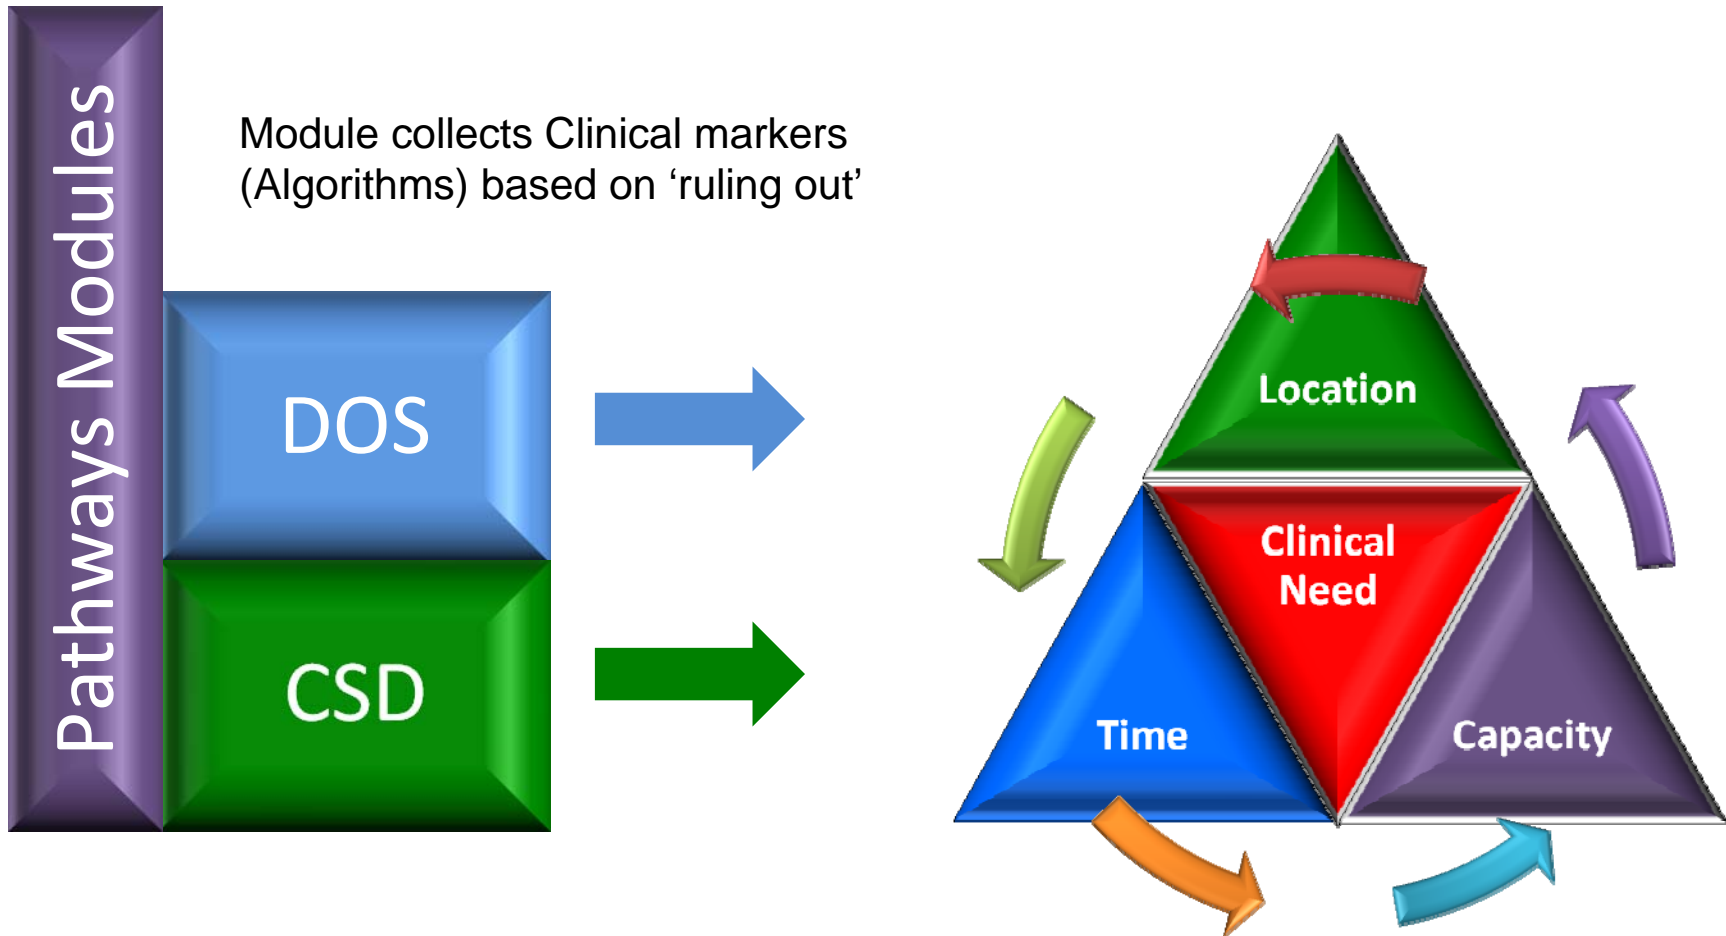 Pathways Modules
Module collects Clinical markers
(Algorithms) based on ‘ruling out’
DOS
CSD
Location
Clinical
Need
Time
Capacity